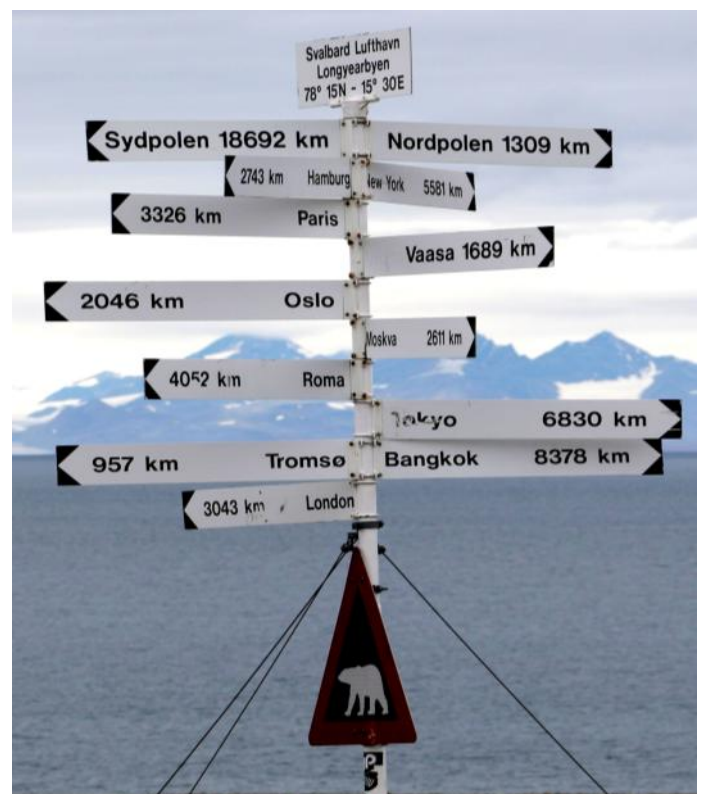 Svalbard Lufthavn
Longyearbyen
78° 15N - 15° 30E
Sydpolen 18692 km
Nordpolen 1309 km
2743 km Hamburg
New York 5581 km
3326 km Paris
Vaasa 1689 km
2046 km Oslo
Moskva 2611 km
4052 km Roma
Tokyo 6830 km
957 km Tromsø
Bangkok 8378 km
3043 km London